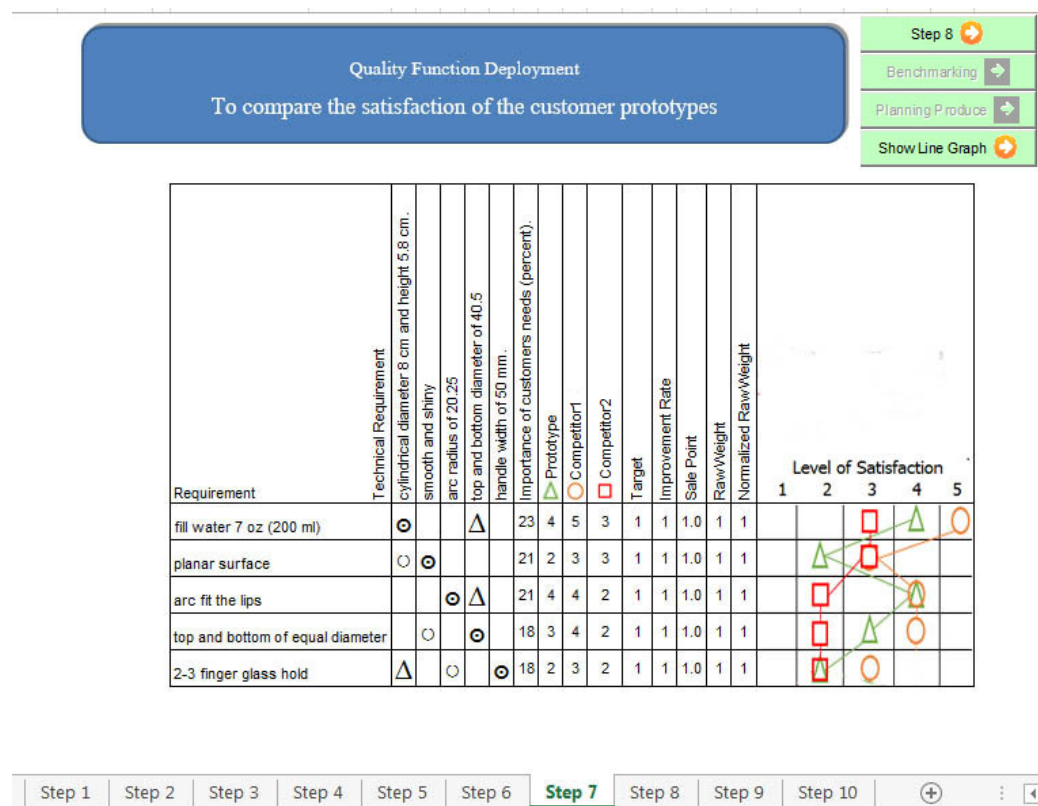 Quality Function Deployment
To compare the satisfaction of the customer prototypes
Step 8
Benchmarking
Planning Produce
Show Line Graph
Requirement
Technical Requirement
cylindrical diameter 8 cm and height 5.8 cm.
smooth and shiny
arc radius of 20.25
top and bottom diameter of 40.5
handle width of 50 mm.
Importance of customers needs (percent).
Prototype
Competitor1
Competitor2
Target
Improvement Rate
Sale Point
RawWeight
Normalized RawWeight
Level of Satisfaction
1 2 3 4 5
fill water 7 oz (200 ml) 23 4 5 3 1 1 1.0 1 1
planar surface 21 2 3 3 1 1 1.0 1 1
arc fit the lips 21 4 4 2 1 1 1.0 1 1
top and bottom of equal diameter 18 3 4 2 1 1 1.0 1 1
2-3 finger glass hold 18 2 3 2 1 1 1.0 1 1
Step 1 Step 2 Step 3 Step 4 Step 5 Step 6 Step 7 Step 8 Step 9 Step 10